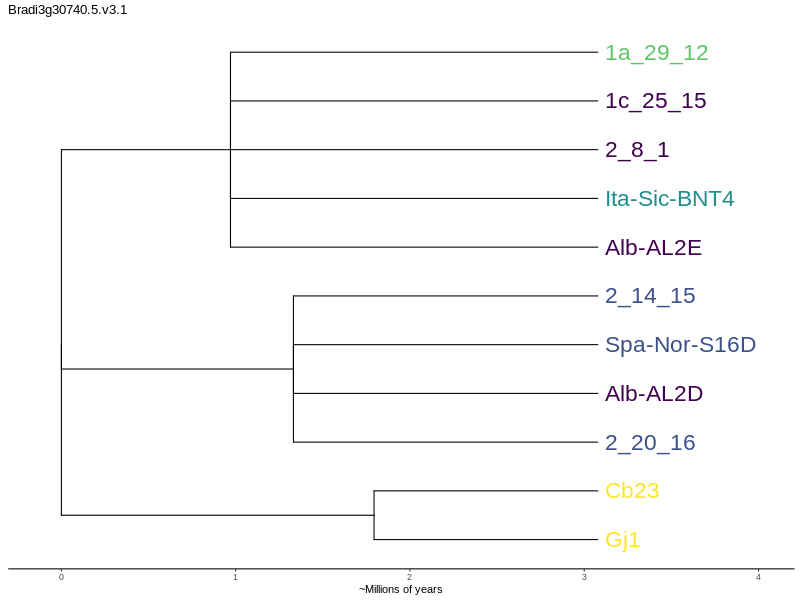 Bradi3g30740.5.v3.1
1a_29_12
1c_25_15
2_8_1
Ita-Sic-BNT4
Alb-AL2E
2_14_15
Spa-Nor-S16D
Alb-AL2D
2_20_16
Cb23
Gj1
0 1 2 3 4
~Millions of years